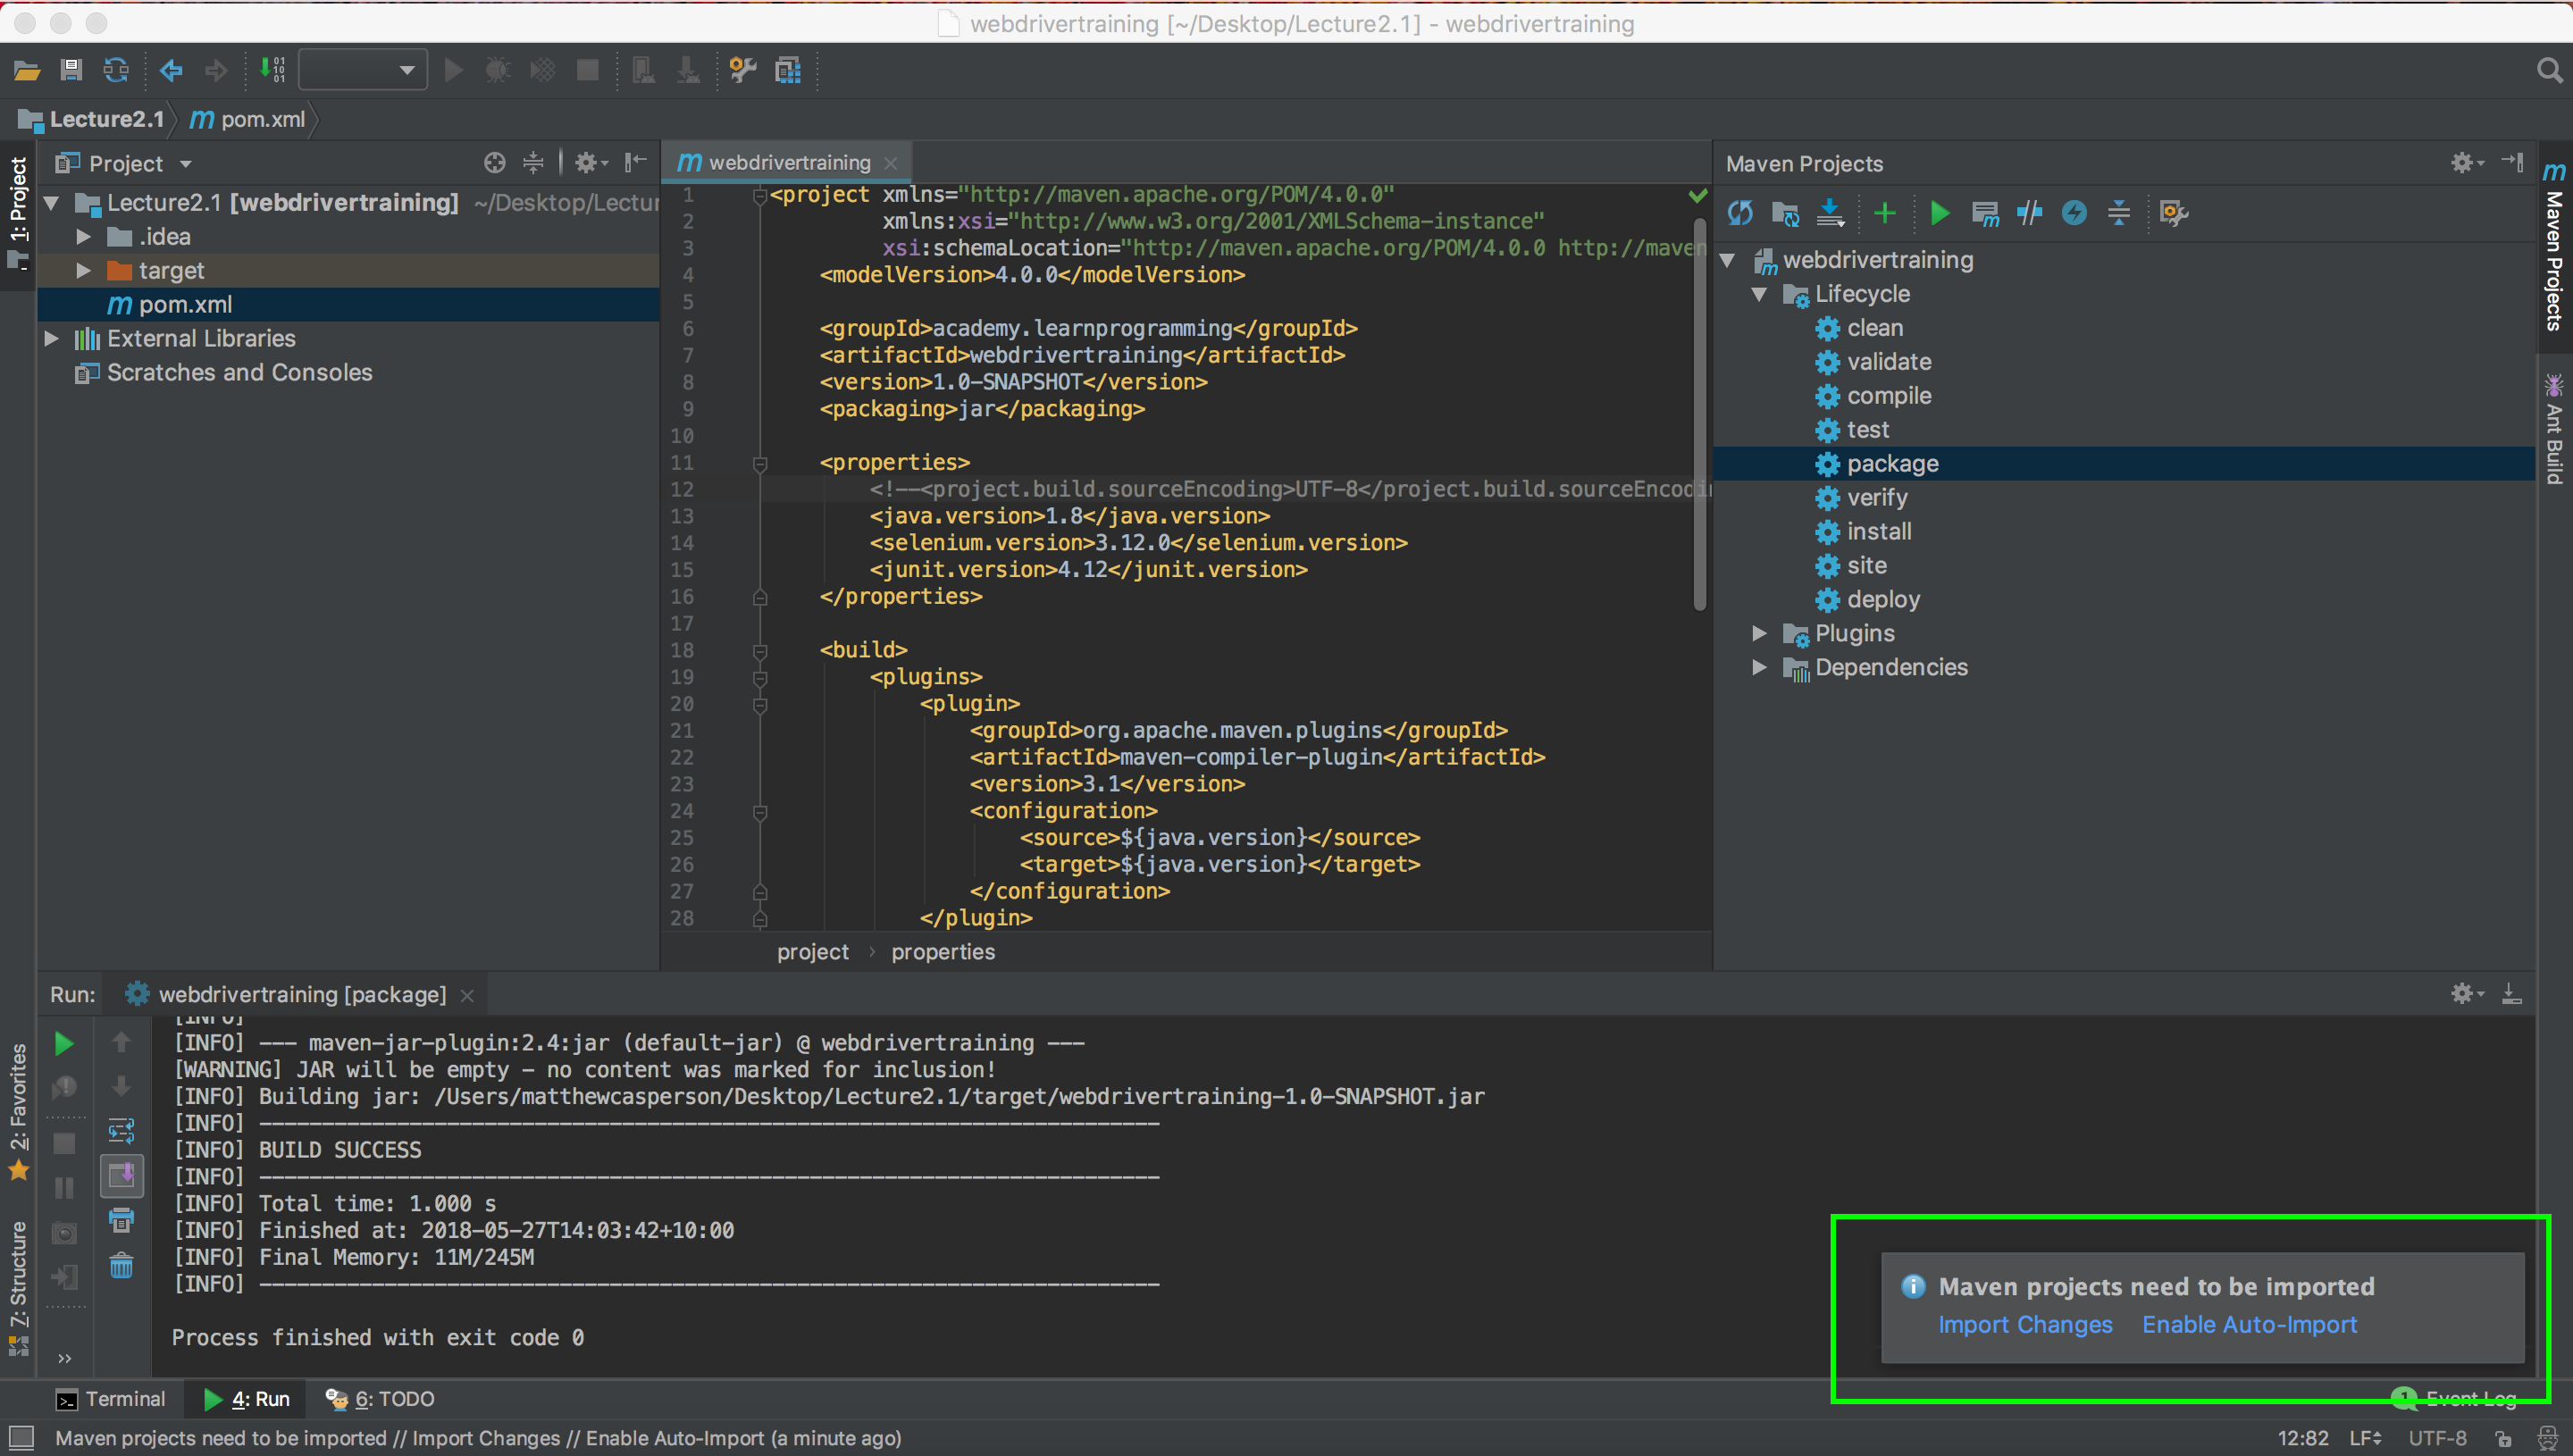 webdrivertraining [~/Desktop/Lecture2.1] - webdrivertraining
Lecture2.1
pom.xml
1: Project
2: Favorites
7: Structure
Project
Lecture2.1 [webdrivertraining] ~/Desktop/Lectur
.idea
target
pom.xml
External Libraries
Scratches and Consoles
webdrivertraining
1 <project xmlns="http://maven.apache.org/POM/4.0.0"
2 xmlns:xsi="http://www.w3.org/2001/XMLSchema-instance"
3 xsi:schemaLocation="http://maven.apache.org/POM/4.0.0 http://maven
4 <modelVersion>4.0.0</modelVersion>
5
6 <groupId>academy.learnprogramming</groupId>
7 <artifactId>webdrivertraining</artifactId>
8 <version>1.0-SNAPSHOT</version>
9 <packaging>jar</packaging>
10
11 <properties>
12 <!--<project.build.sourceEncoding>UTF-8</project.build.sourceEncodi
13 <java.version>1.8</java.version>
14 <selenium.version>3.12.0</selenium.version>
15 <junit.version>4.12</junit.version>
16 </properties>
17
18 <build>
19 <plugins>
20 <plugin>
21 <groupId>org.apache.maven.plugins</groupId>
22 <artifactId>maven-compiler-plugin</artifactId>
23 <version>3.1</version>
24 <configuration>
25 <source>${java.version}</source>
26 <target>${java.version}</target>
27 </configuration>
28 </plugin>
project › properties
Maven Projects
webdrivertraining
Lifecycle
clean
validate
compile
test
package
verify
install
site
deploy
Plugins
Dependencies
Maven Projects
Ant Build
Run: webdrivertraining [package]
[INFO]
[INFO] --- maven-jar-plugin:2.4:jar (default-jar) @ webdrivertraining ---
[WARNING] JAR will be empty - no content was marked for inclusion!
[INFO] Building jar: /Users/matthewcasperson/Desktop/Lecture2.1/target/webdrivertraining-1.0-SNAPSHOT.jar
[INFO] ------------------------------------------------------------------------
[INFO] BUILD SUCCESS
[INFO] ------------------------------------------------------------------------
[INFO] Total time: 1.000 s
[INFO] Finished at: 2018-05-27T14:03:42+10:00
[INFO] Final Memory: 11M/245M
[INFO] ------------------------------------------------------------------------
Process finished with exit code 0
Maven projects need to be imported
Import Changes Enable Auto-Import
Terminal 4: Run 6: TODO 1 Event Log
Maven projects need to be imported // Import Changes // Enable Auto-Import (a minute ago) 12:82 LF UTF-8